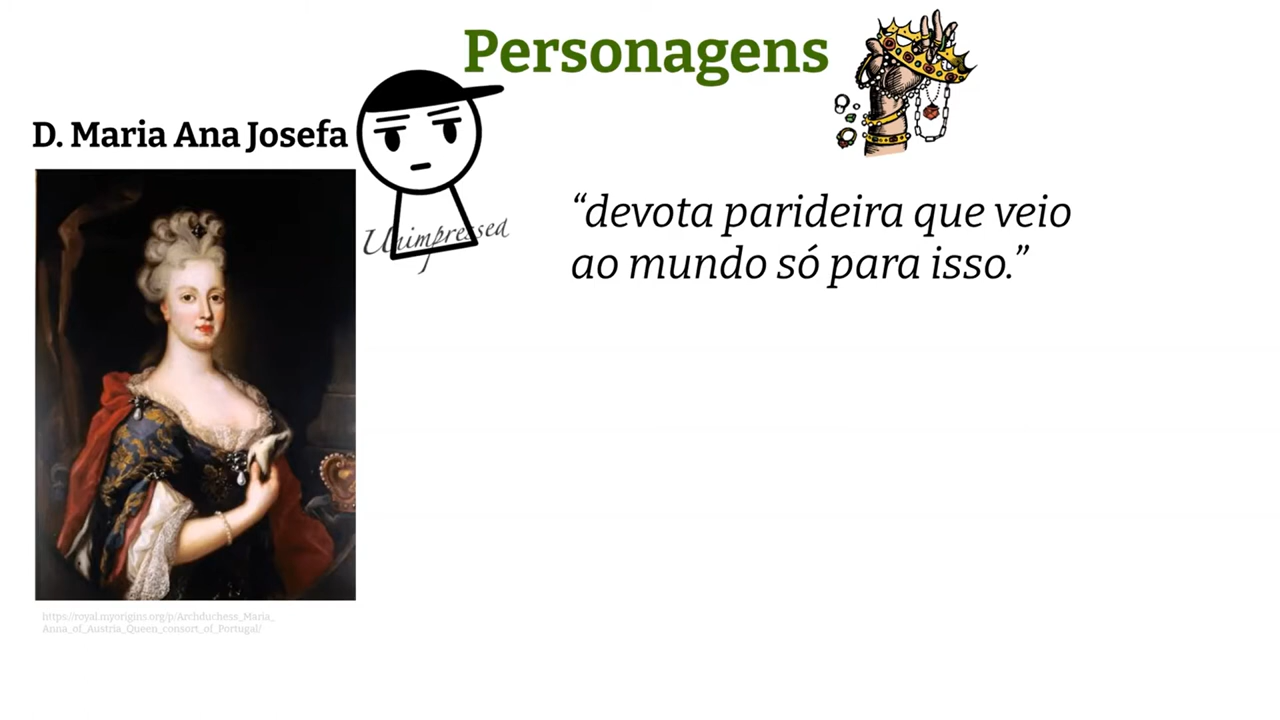 Personagens
D. Maria Ana Josefa
Unimpressed
“devota parideira que veio
ao mundo só para isso.”
https://royal.myorigins.org/p/Archduchess_Maria_
Anna_of_Austria_Queen_consort_of_Portugal/